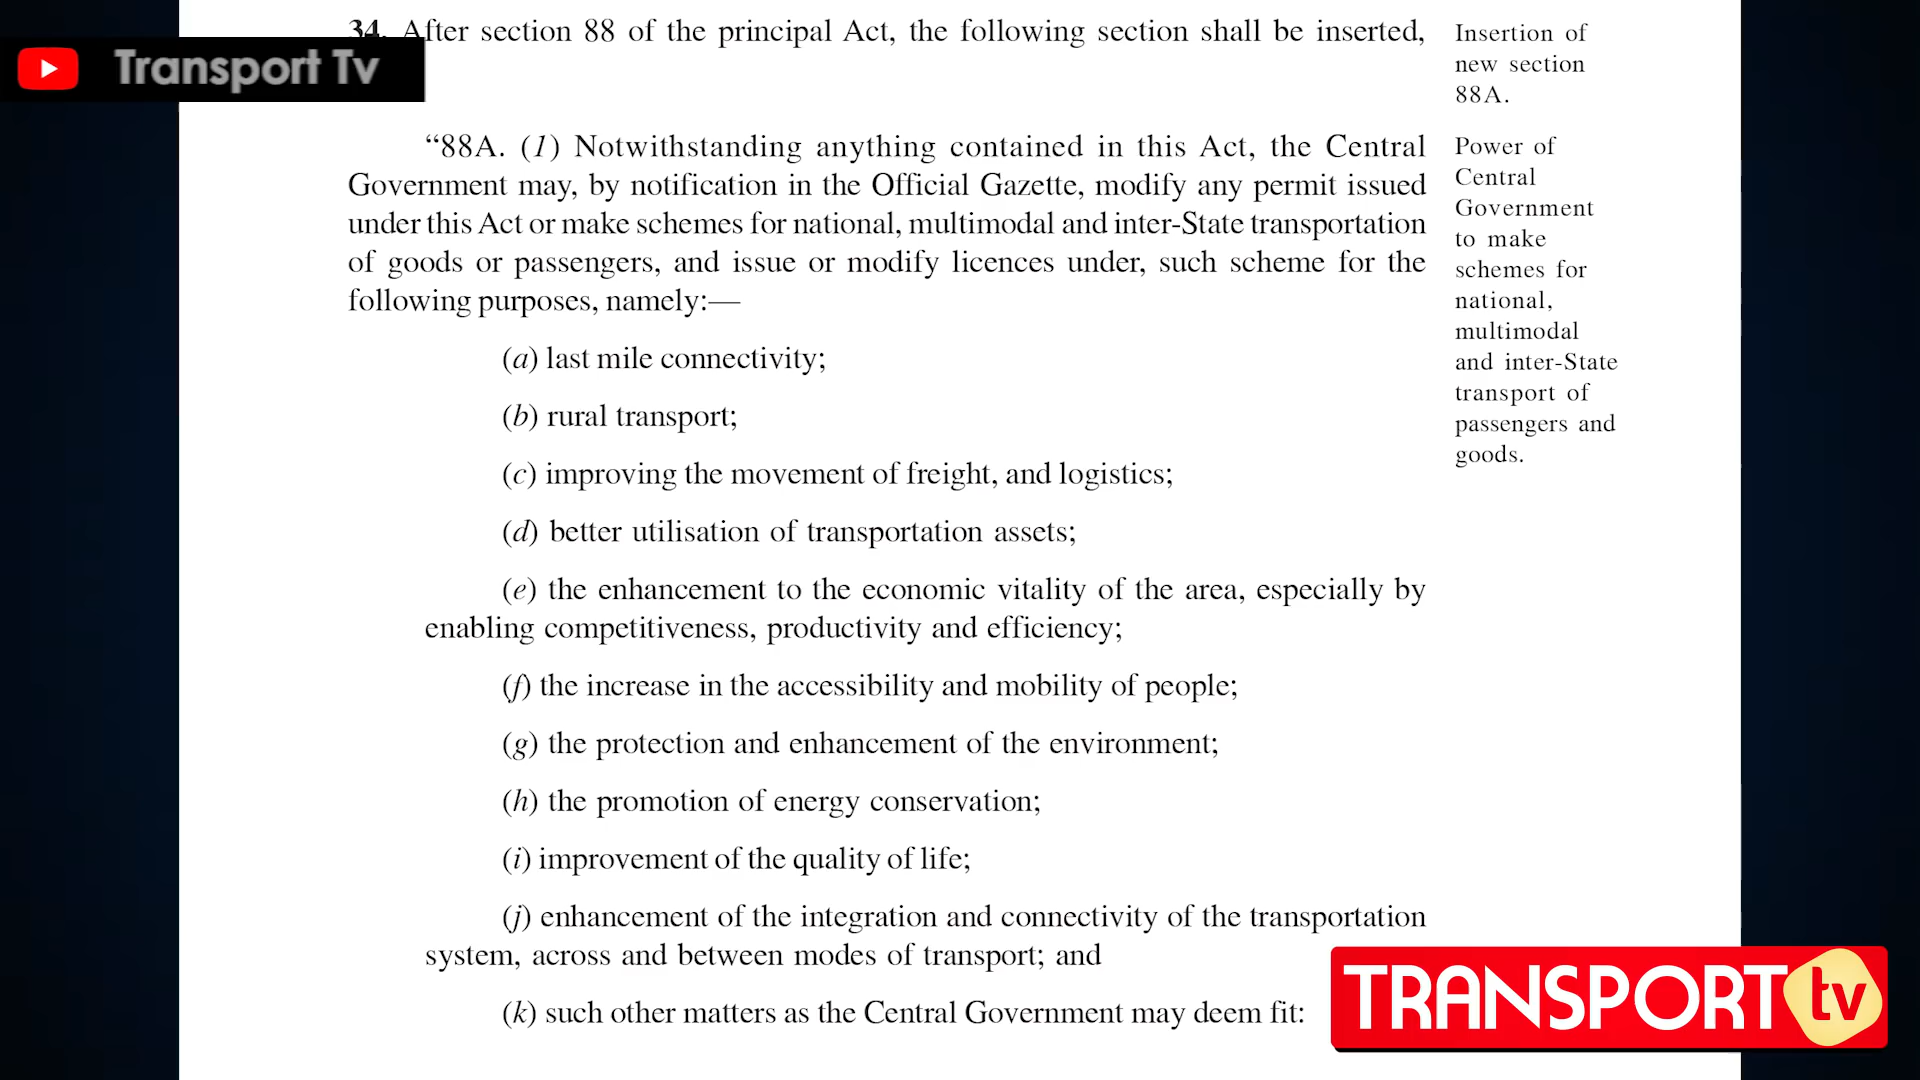 34. After section 88 of the principal Act, the following section shall be inserted,
Insertion of
new section
88A.
Transport Tv
“88A. (1) Notwithstanding anything contained in this Act, the Central
Government may, by notification in the Official Gazette, modify any permit issued
under this Act or make schemes for national, multimodal and inter-State transportation
of goods or passengers, and issue or modify licences under, such scheme for the
following purposes, namely:—
Power of
Central
Government
to make
schemes for
national,
multimodal
and inter-State
transport of
passengers and
goods.
(a) last mile connectivity;
(b) rural transport;
(c) improving the movement of freight, and logistics;
(d) better utilisation of transportation assets;
(e) the enhancement to the economic vitality of the area, especially by
enabling competitiveness, productivity and efficiency;
(f) the increase in the accessibility and mobility of people;
(g) the protection and enhancement of the environment;
(h) the promotion of energy conservation;
(i) improvement of the quality of life;
(j) enhancement of the integration and connectivity of the transportation
system, across and between modes of transport; and
(k) such other matters as the Central Government may deem fit:
TRANSPORT tv